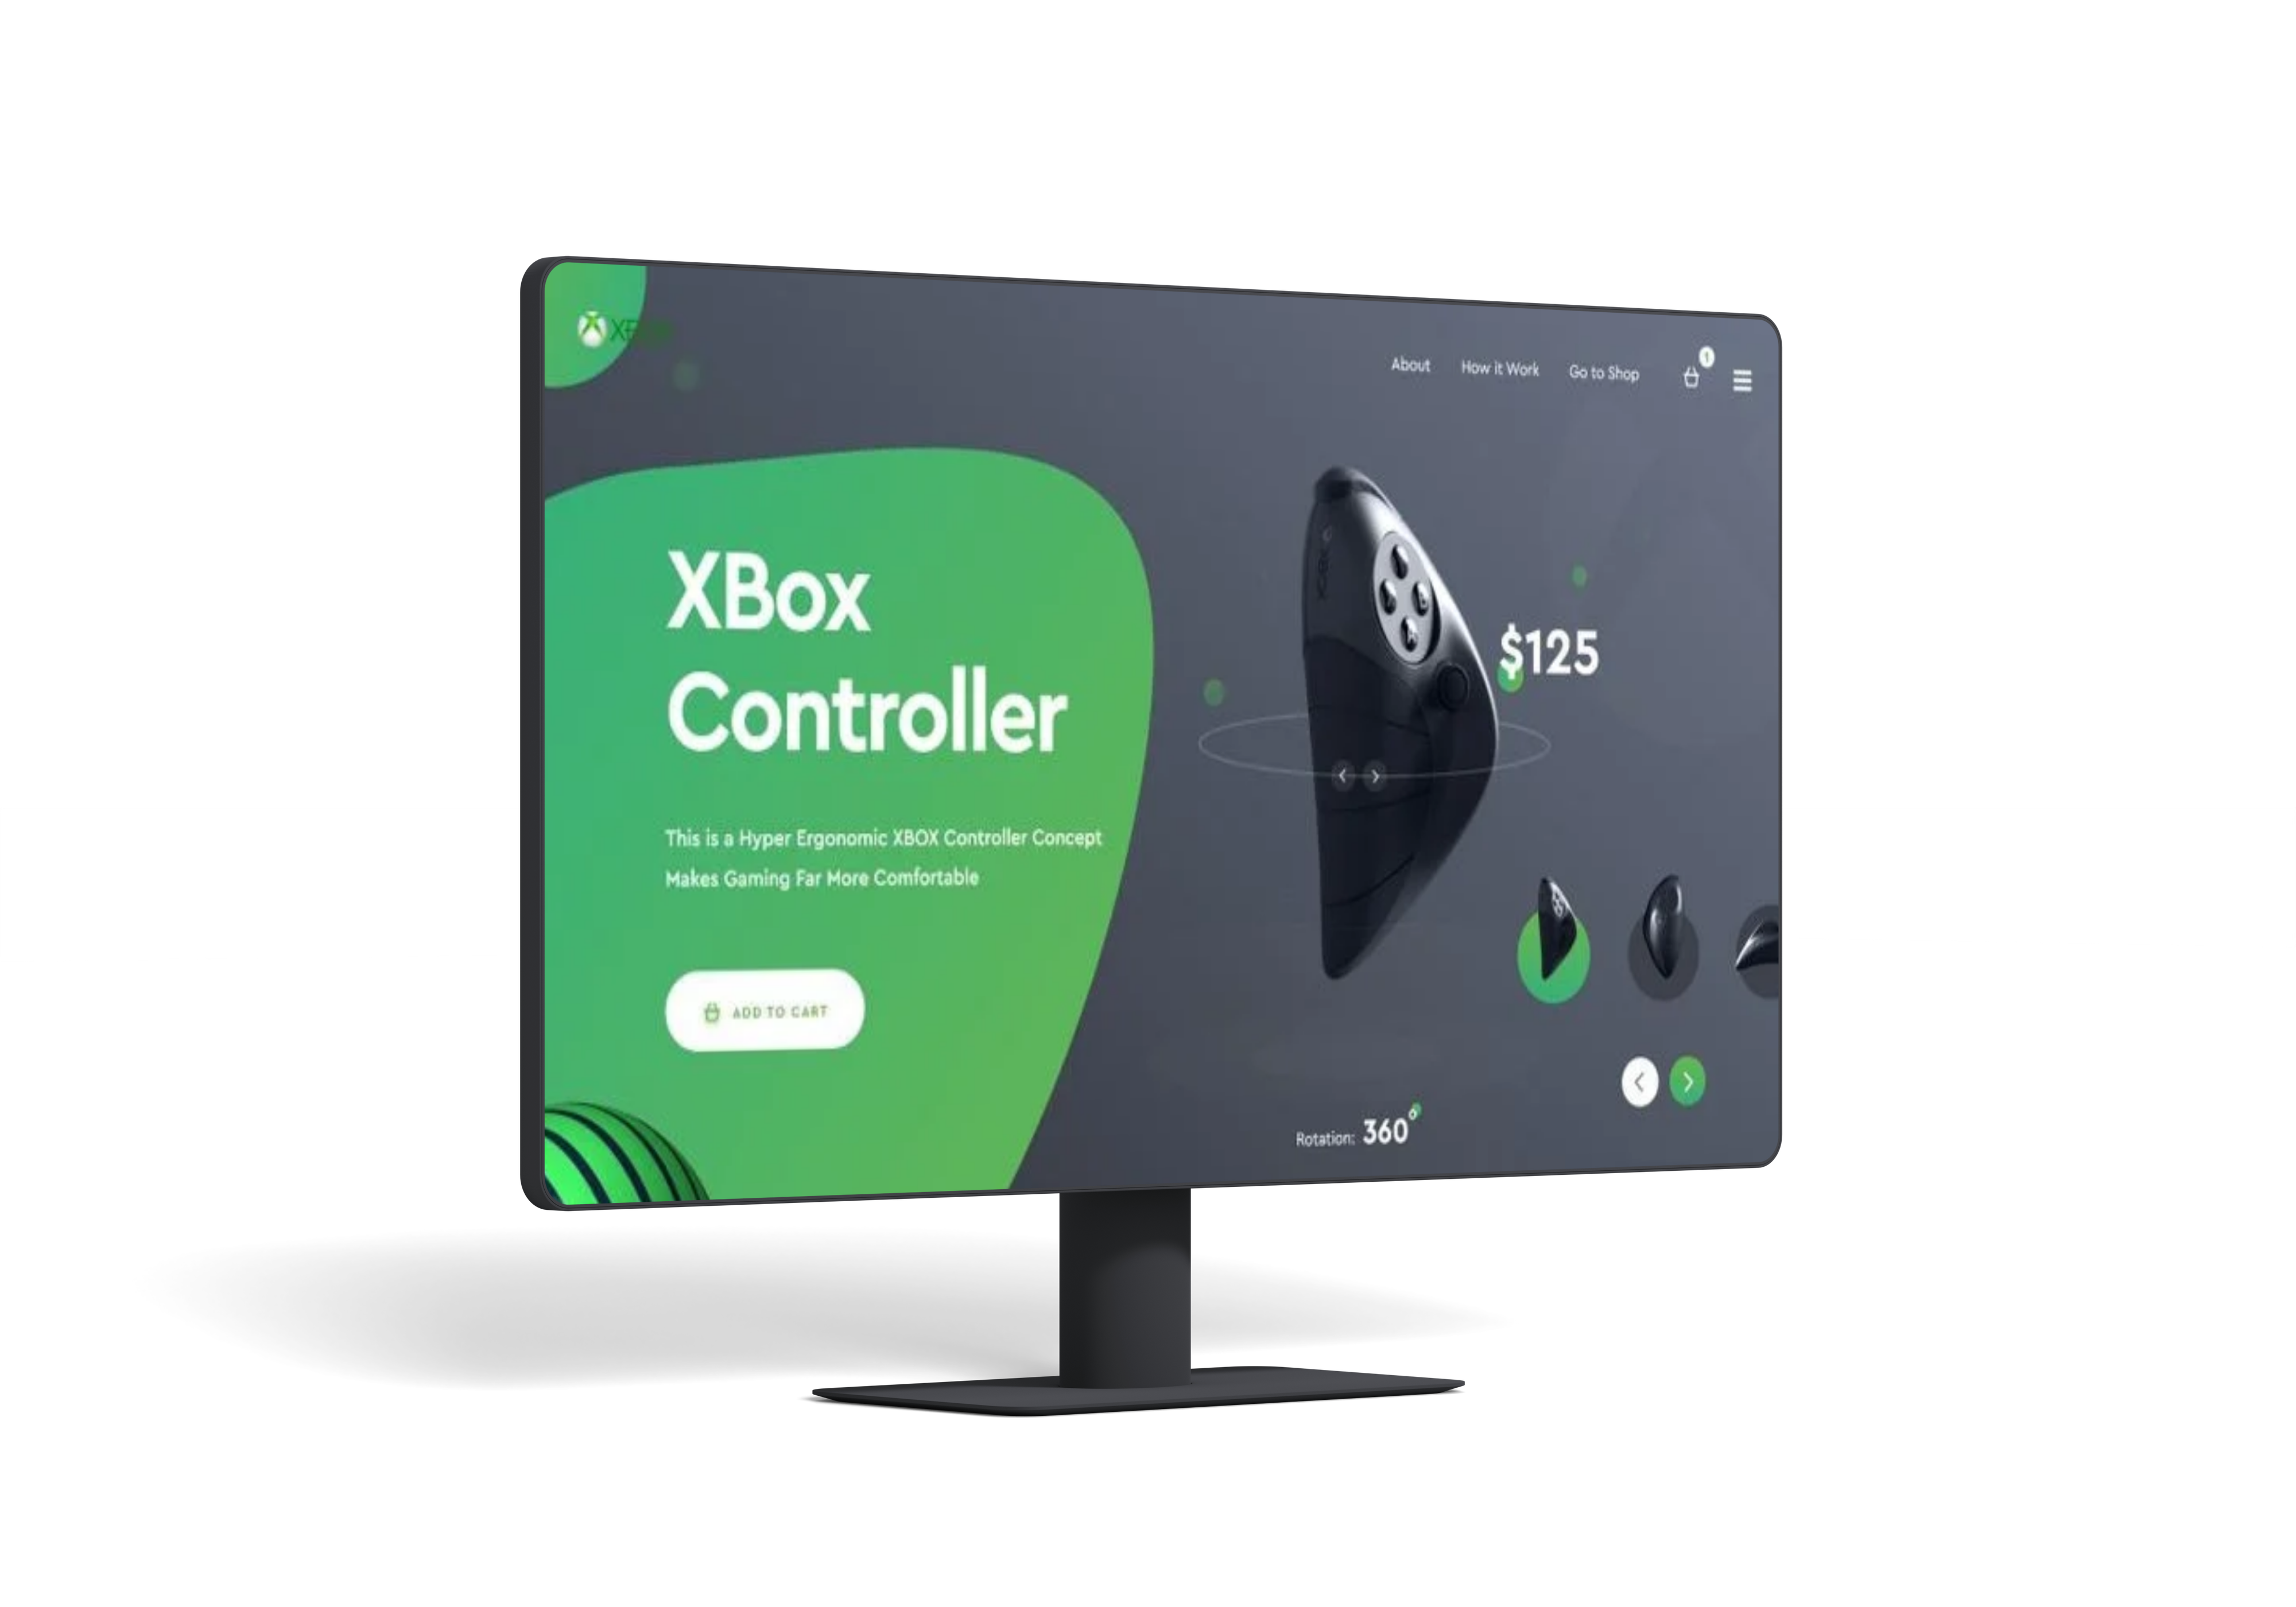 About How it Work Go to Shop 1
XBox
Controller
$125
This is a Hyper Ergonomic XBOX Controller Concept
Makes Gaming Far More Comfortable
ADD TO CART
Rotation: 360°